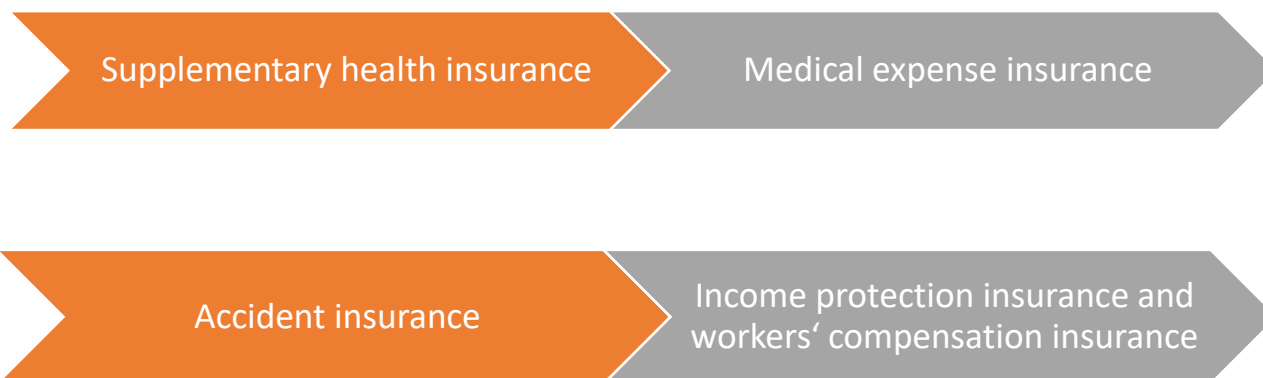 Supplementary health insurance
Medical expense insurance
Accident insurance
Income protection insurance and
workers‘ compensation insurance